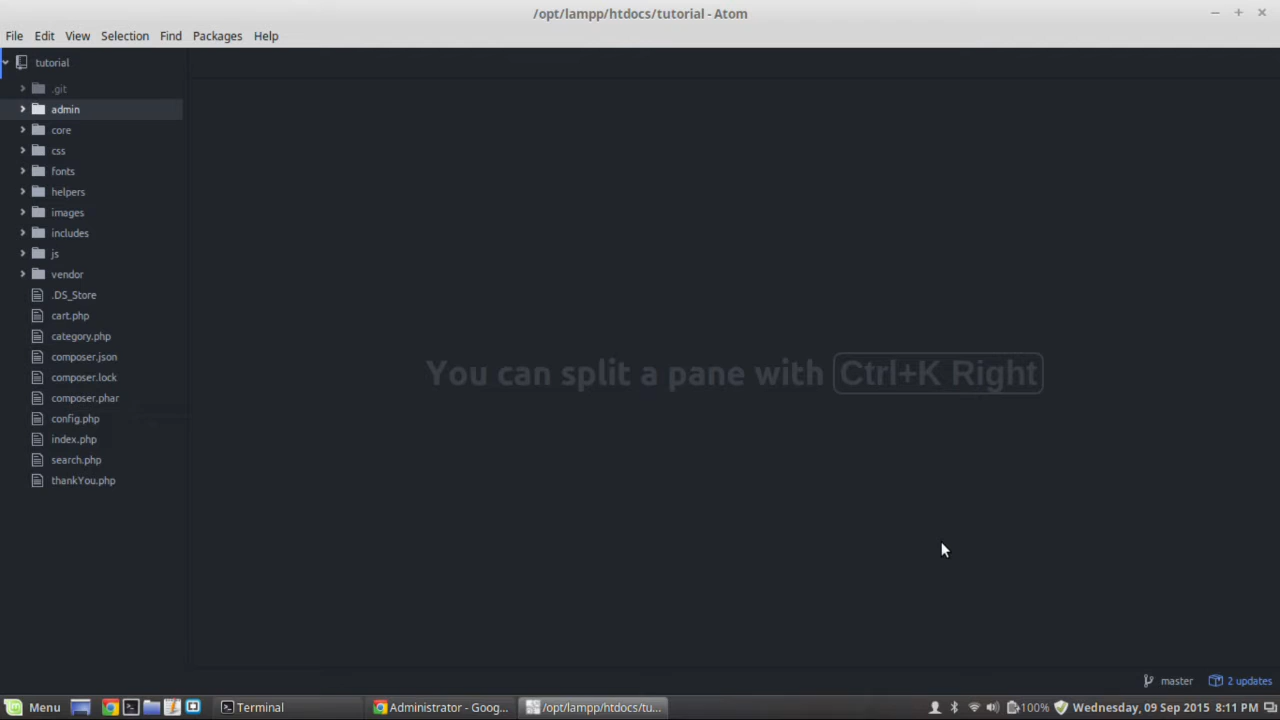 /opt/lampp/htdocs/tutorial - Atom
File Edit View Selection Find Packages Help
tutorial
.git
admin
core
css
fonts
helpers
images
includes
js
vendor
.DS_Store
cart.php
category.php
composer.json
composer.lock
composer.phar
config.php
index.php
search.php
thankYou.php
You can split a pane with Ctrl+K Right
master 2 updates
Menu Terminal Administrator - Goog... /opt/lampp/htdocs/tu... 100% Wednesday, 09 Sep 2015 8:11 PM